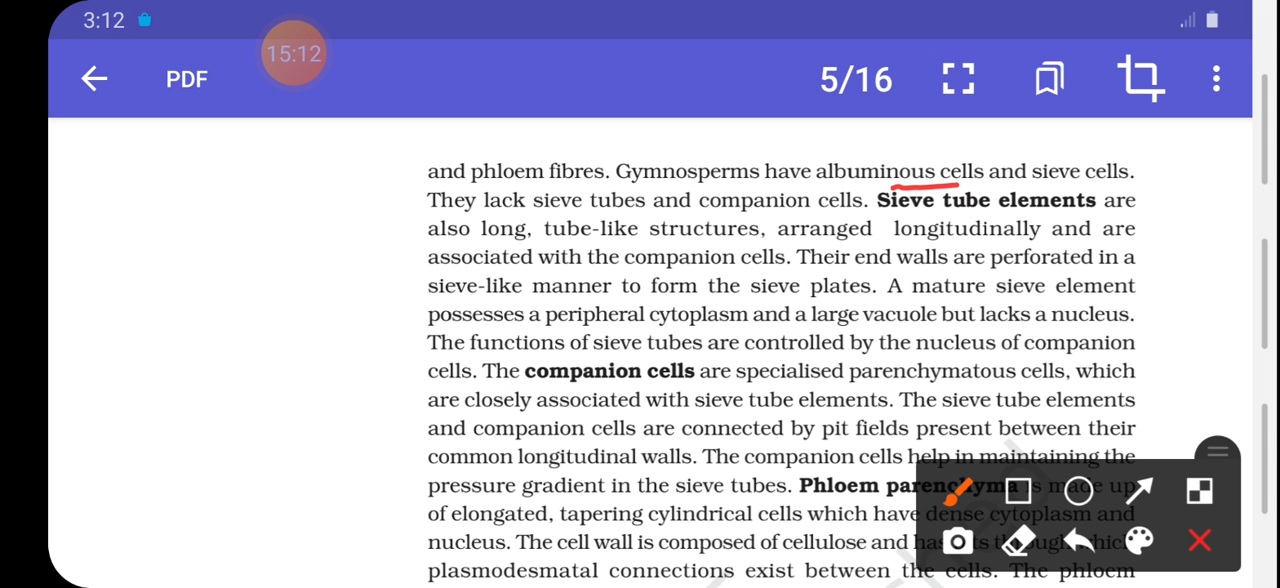 3:12
15:12
PDF
5/16
and phloem fibres. Gymnosperms have albuminous cells and sieve cells.
They lack sieve tubes and companion cells. Sieve tube elements are
also long, tube-like structures, arranged longitudinally and are
associated with the companion cells. Their end walls are perforated in a
sieve-like manner to form the sieve plates. A mature sieve element
possesses a peripheral cytoplasm and a large vacuole but lacks a nucleus.
The functions of sieve tubes are controlled by the nucleus of companion
cells. The companion cells are specialised parenchymatous cells, which
are closely associated with sieve tube elements. The sieve tube elements
and companion cells are connected by pit fields present between their
common longitudinal walls. The companion cells help in maintaining the
pressure gradient in the sieve tubes. Phloem parenchyma is made up
of elongated, tapering cylindrical cells which have dense cytoplasm and
nucleus. The cell wall is composed of cellulose and has through which
plasmodesmatal connections exist between the cells. The phloem